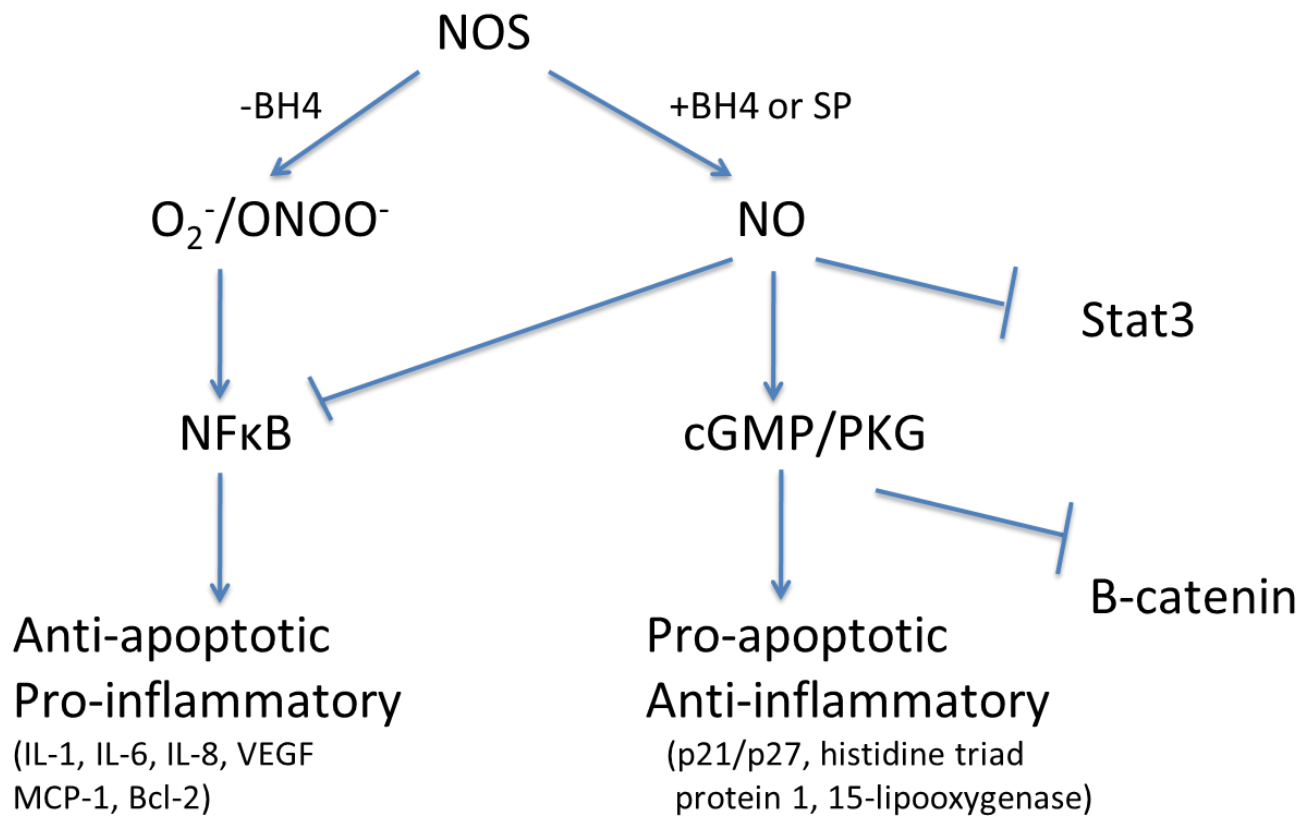 NOS
-BH4
+BH4 or SP
O₂⁻/ONOO⁻
NO
Stat3
NFκB
cGMP/PKG
B-catenin
Anti-apoptotic
Pro-inflammatory
(IL-1, IL-6, IL-8, VEGF
MCP-1, Bcl-2)
Pro-apoptotic
Anti-inflammatory
(p21/p27, histidine triad
protein 1, 15-lipooxygenase)